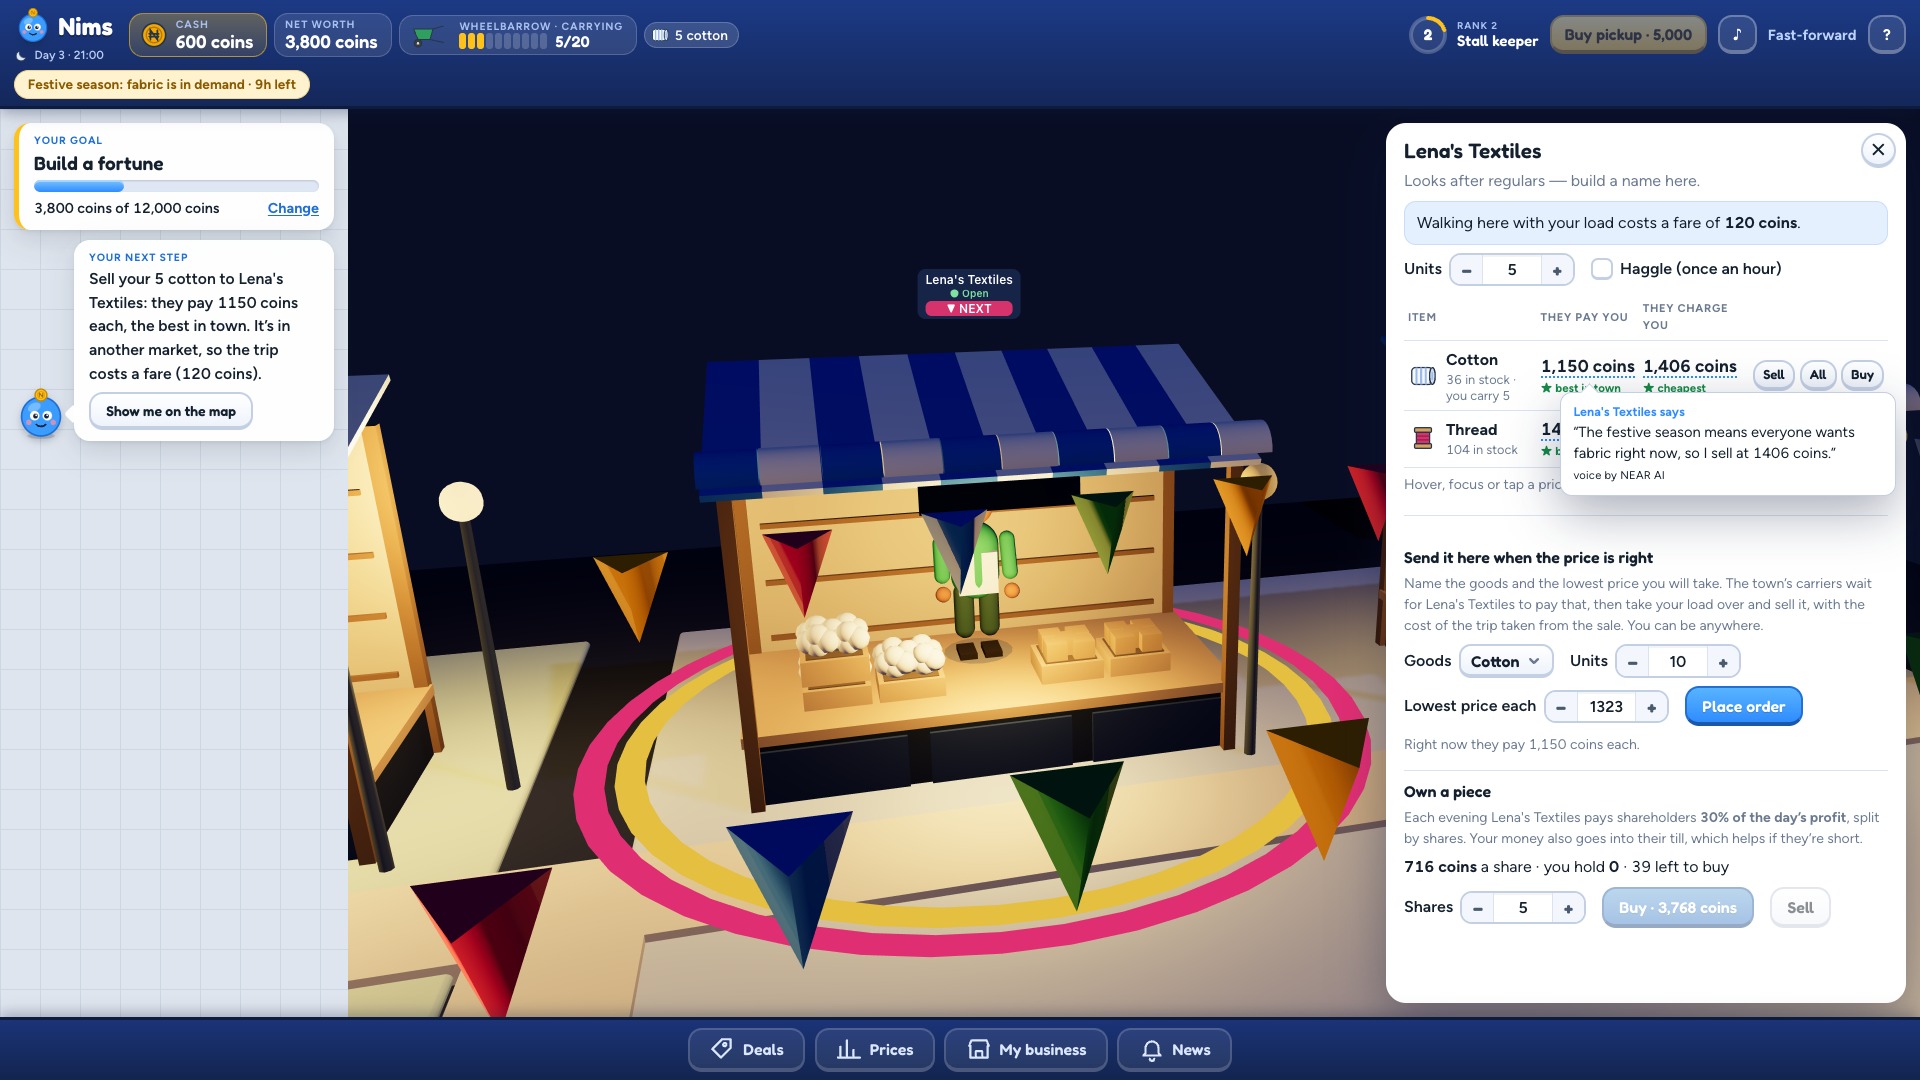 Nims
Day 3 · 21:00
CASH
600 coins
NET WORTH
3,800 coins
WHEELBARROW · CARRYING
5/20
5 cotton
2
RANK 2
Stall keeper
Buy pickup · 5,000
Fast-forward
?
Festive season: fabric is in demand · 9h left
YOUR GOAL
Build a fortune
3,800 coins of 12,000 coins
Change
YOUR NEXT STEP
Sell your 5 cotton to Lena's
Textiles: they pay 1150 coins
each, the best in town. It's in
another market, so the trip
costs a fare (120 coins).
Show me on the map
Lena's Textiles
Open
▼ NEXT
Lena's Textiles
Looks after regulars — build a name here.
Walking here with your load costs a fare of 120 coins.
Units
5
Haggle (once an hour)
ITEM
THEY PAY YOU
THEY CHARGE
YOU
Cotton
36 in stock ·
you carry 5
1,150 coins
★ best in town
1,406 coins
★ cheapest
Sell
All
Buy
Thread
104 in stock
14
Hover, focus or tap a
Lena's Textiles says
“The festive season means everyone wants
fabric right now, so I sell at 1406 coins.”
voice by NEAR AI
Send it here when the price is right
Name the goods and the lowest price you will take. The town's carriers wait
for Lena's Textiles to pay that, then take your load over and sell it, with the
cost of the trip taken from the sale. You can be anywhere.
Goods
Cotton
Units
10
Lowest price each
1323
Place order
Right now they pay 1,150 coins each.
Own a piece
Each evening Lena's Textiles pays shareholders 30% of the day's profit, split
by shares. Your money also goes into their till, which helps if they're short.
716 coins a share · you hold 0 · 39 left to buy
Shares
5
Buy · 3,768 coins
Sell
Deals
Prices
My business
News